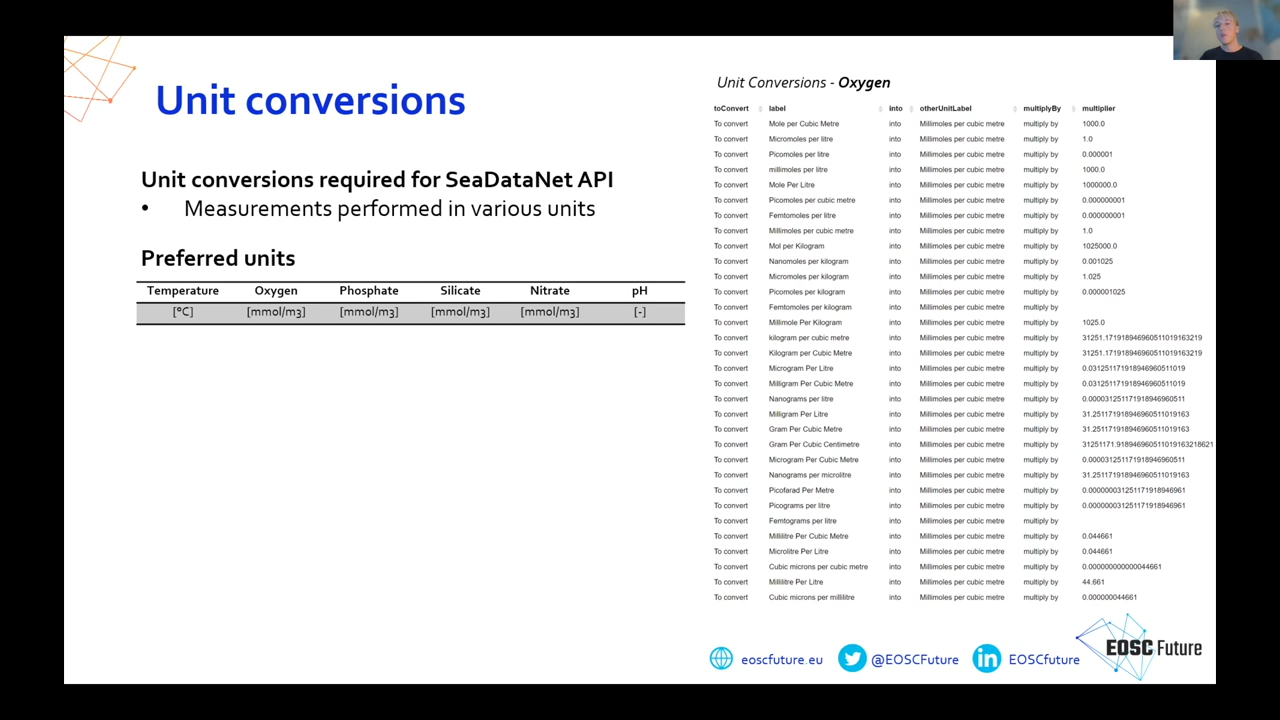 Unit conversions
Unit conversions required for SeaDataNet API
• Measurements performed in various units
Preferred units
Temperature Oxygen Phosphate Silicate Nitrate pH
[°C] [mmol/m3] [mmol/m3] [mmol/m3] [mmol/m3] [-]
Unit Conversions - Oxygen
toConvert label into otherUnitLabel multiplyBy multiplier
To convert Mole per Cubic Metre into Millimoles per cubic metre multiply by 1000.0
To convert Micromoles per litre into Millimoles per cubic metre multiply by 1.0
To convert Picomoles per litre into Millimoles per cubic metre multiply by 0.000001
To convert millimoles per litre into Millimoles per cubic metre multiply by 1000.0
To convert Mole Per Litre into Millimoles per cubic metre multiply by 1000000.0
To convert Picomoles per cubic metre into Millimoles per cubic metre multiply by 0.000000001
To convert Femtomoles per litre into Millimoles per cubic metre multiply by 0.000000001
To convert Millimoles per cubic metre into Millimoles per cubic metre multiply by 1.0
To convert Mol per Kilogram into Millimoles per cubic metre multiply by 1025000.0
To convert Nanomoles per kilogram into Millimoles per cubic metre multiply by 0.001025
To convert Micromoles per kilogram into Millimoles per cubic metre multiply by 1.025
To convert Picomoles per kilogram into Millimoles per cubic metre multiply by 0.000001025
To convert Femtomoles per kilogram into Millimoles per cubic metre multiply by
To convert Millimole Per Kilogram into Millimoles per cubic metre multiply by 1025.0
To convert kilogram per cubic metre into Millimoles per cubic metre multiply by 31251.171918946960511019163219
To convert Kilogram per Cubic Metre into Millimoles per cubic metre multiply by 31251.171918946960511019163219
To convert Microgram Per Litre into Millimoles per cubic metre multiply by 0.031251171918946960511019
To convert Milligram Per Cubic Metre into Millimoles per cubic metre multiply by 0.031251171918946960511019
To convert Nanograms per litre into Millimoles per cubic metre multiply by 0.000031251171918946960511
To convert Milligram Per Litre into Millimoles per cubic metre multiply by 31.251171918946960511019163
To convert Gram Per Cubic Metre into Millimoles per cubic metre multiply by 31.251171918946960511019163
To convert Gram Per Cubic Centimetre into Millimoles per cubic metre multiply by 31251171.918946960511019163218621
To convert Microgram Per Cubic Metre into Millimoles per cubic metre multiply by 0.000031251171918946960511
To convert Nanograms per microlitre into Millimoles per cubic metre multiply by 31.251171918946960511019163
To convert Picofarad Per Metre into Millimoles per cubic metre multiply by 0.000000031251171918946961
To convert Picograms per litre into Millimoles per cubic metre multiply by 0.000000031251171918946961
To convert Femtograms per litre into Millimoles per cubic metre multiply by
To convert Millilitre Per Cubic Metre into Millimoles per cubic metre multiply by 0.044661
To convert Microlitre Per Litre into Millimoles per cubic metre multiply by 0.044661
To convert Cubic microns per cubic metre into Millimoles per cubic metre multiply by 0.000000000000044661
To convert Millilitre Per Litre into Millimoles per cubic metre multiply by 44.661
To convert Cubic microns per millilitre into Millimoles per cubic metre multiply by 0.000000044661
eoscfuture.eu @EOSCFuture in EOSCfuture EOSC Future